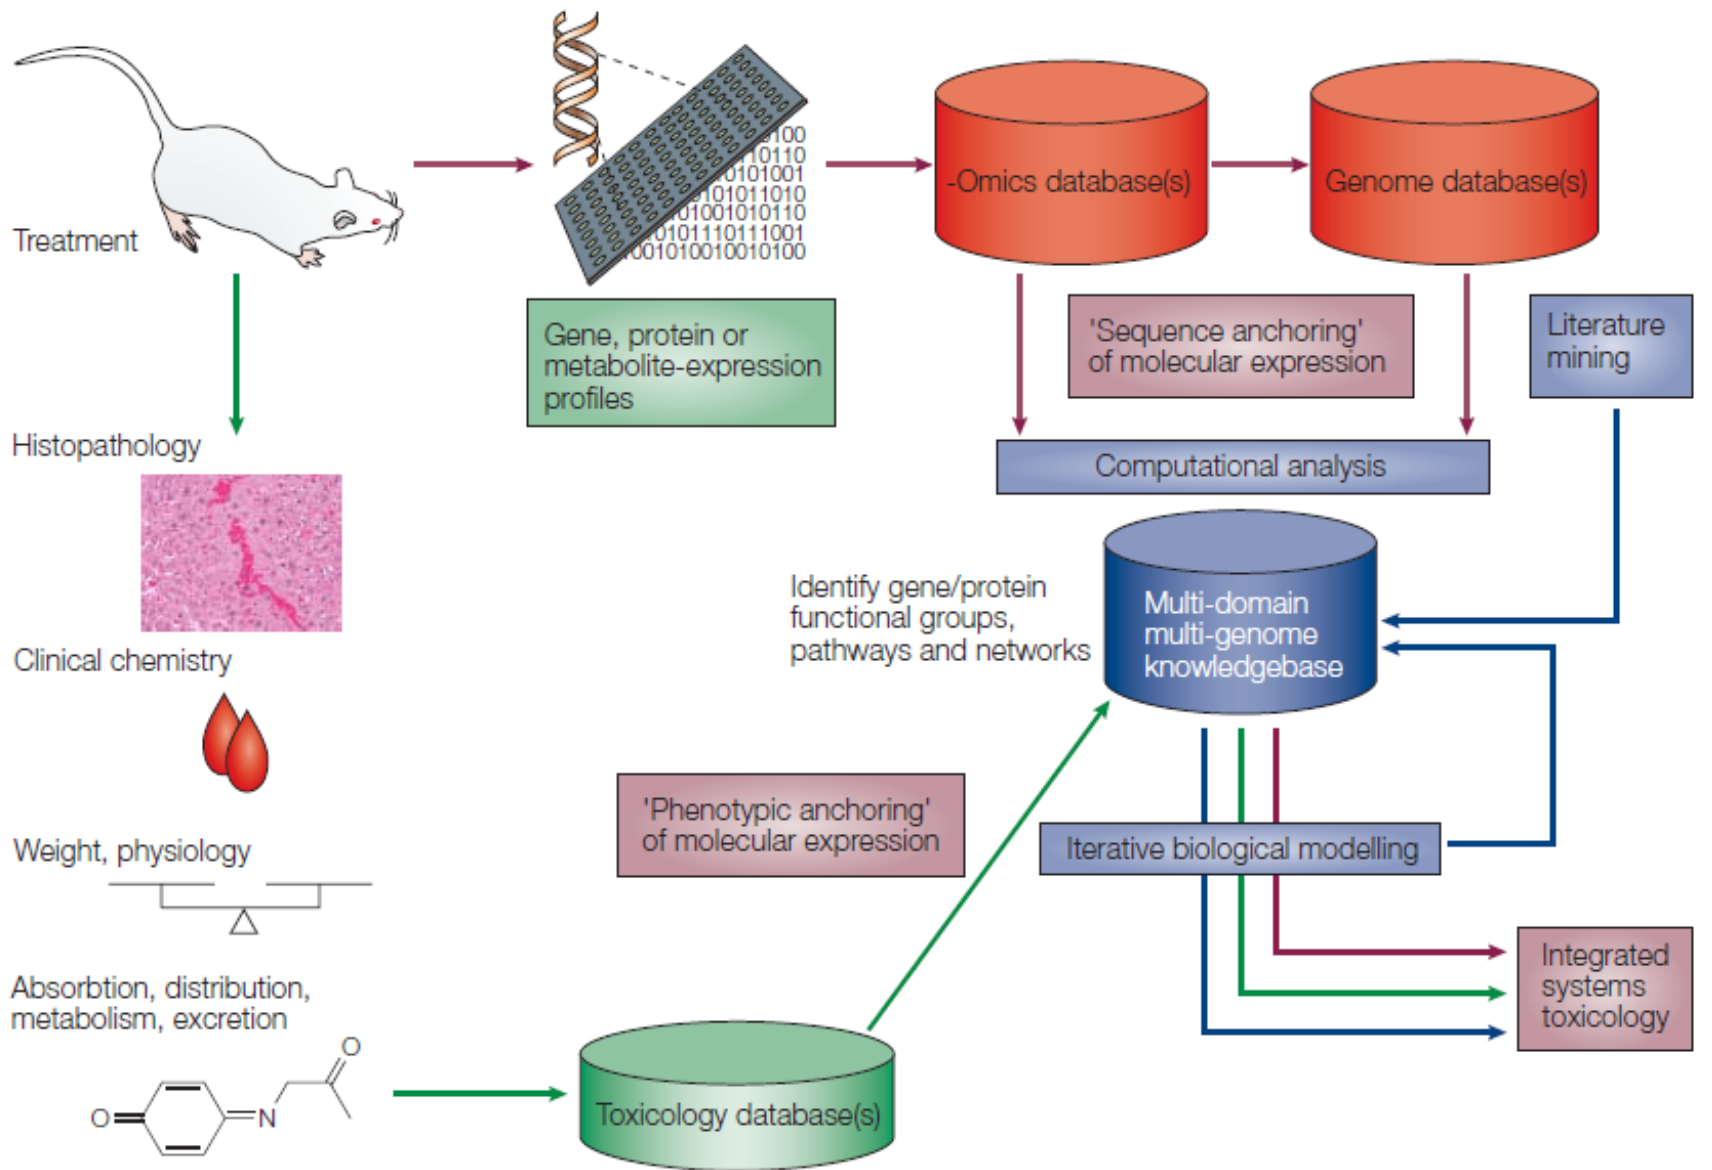 Treatment
100
10110
0101001
01011010
01001010110
0101110111001
1001010010010100
-Omics database(s)
Genome database(s)
Gene, protein or
metabolite-expression
profiles
'Sequence anchoring'
of molecular expression
Literature
mining
Histopathology
Computational analysis
Identify gene/protein
functional groups,
pathways and networks
Multi-domain
multi-genome
knowledgebase
Clinical chemistry
'Phenotypic anchoring'
of molecular expression
Weight, physiology
Iterative biological modelling
Absorbtion, distribution,
metabolism, excretion
Integrated
systems
toxicology
O
O
N
Toxicology database(s)